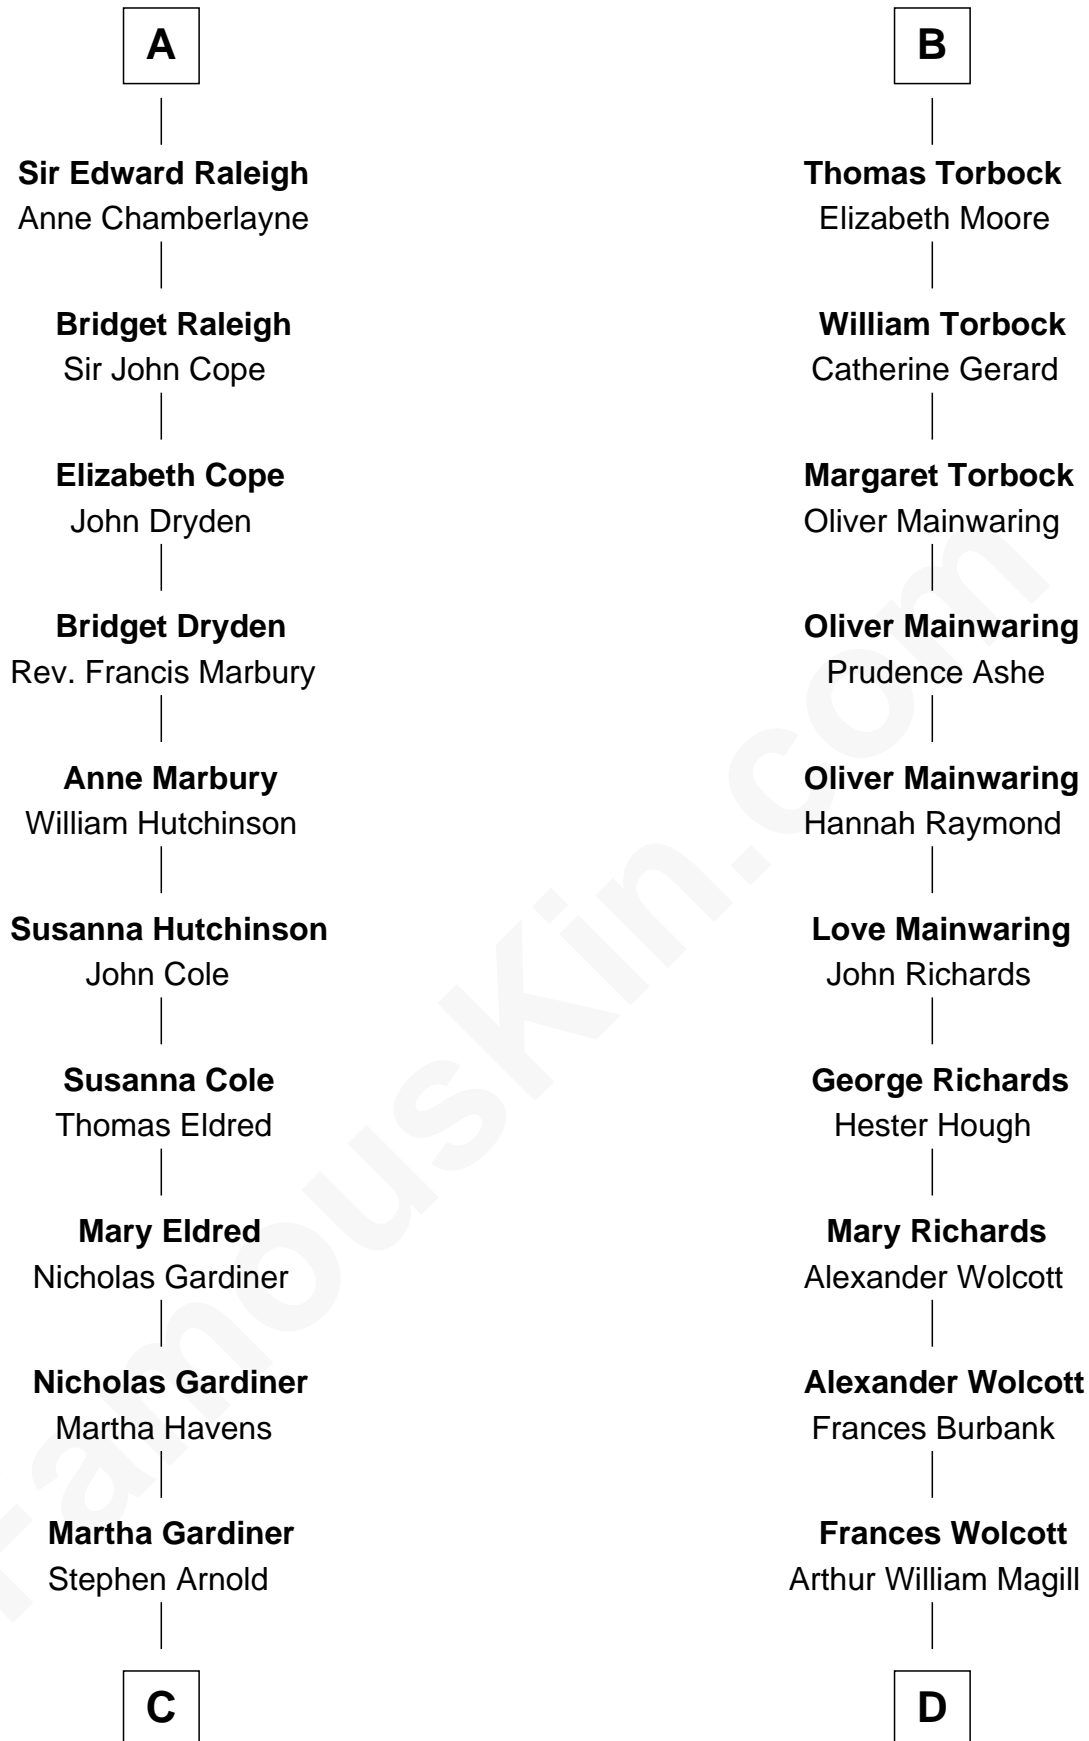 A
Sir Edward Raleigh
Anne Chamberlayne
Bridget Raleigh
Sir John Cope
Elizabeth Cope
John Dryden
Bridget Dryden
Rev. Francis Marbury
Anne Marbury
William Hutchinson
Susanna Hutchinson
John Cole
Susanna Cole
Thomas Eldred
Mary Eldred
Nicholas Gardiner
Nicholas Gardiner
Martha Havens
Martha Gardiner
Stephen Arnold
C
B
Thomas Torbock
Elizabeth Moore
William Torbock
Catherine Gerard
Margaret Torbock
Oliver Mainwaring
Oliver Mainwaring
Prudence Ashe
Oliver Mainwaring
Hannah Raymond
Love Mainwaring
John Richards
George Richards
Hester Hough
Mary Richards
Alexander Wolcott
Alexander Wolcott
Frances Burbank
Frances Wolcott
Arthur William Magill
D
FamousKin.com